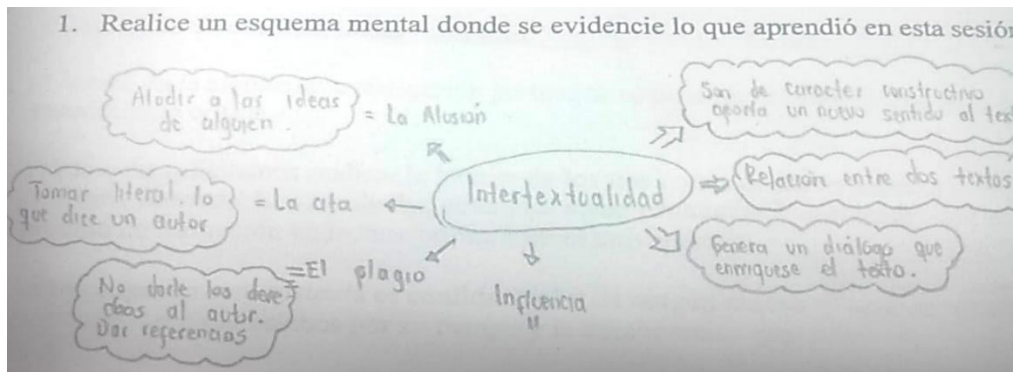 1. Realice un esquema mental donde se evidencie lo que aprendió en esta sesión
Aludir a las ideas
de alguien.
= La Alusión
Son de caracter constructivo
aporta un nuevo sentido al text
Intertextualidad
Relación entre dos textos
Tomar literal lo
que dice un autor
= La cita
Genera un diálogo que
enriquese el texto.
=El plagio
No darle los dere
chos al autor.
Dar referencias
Influencia